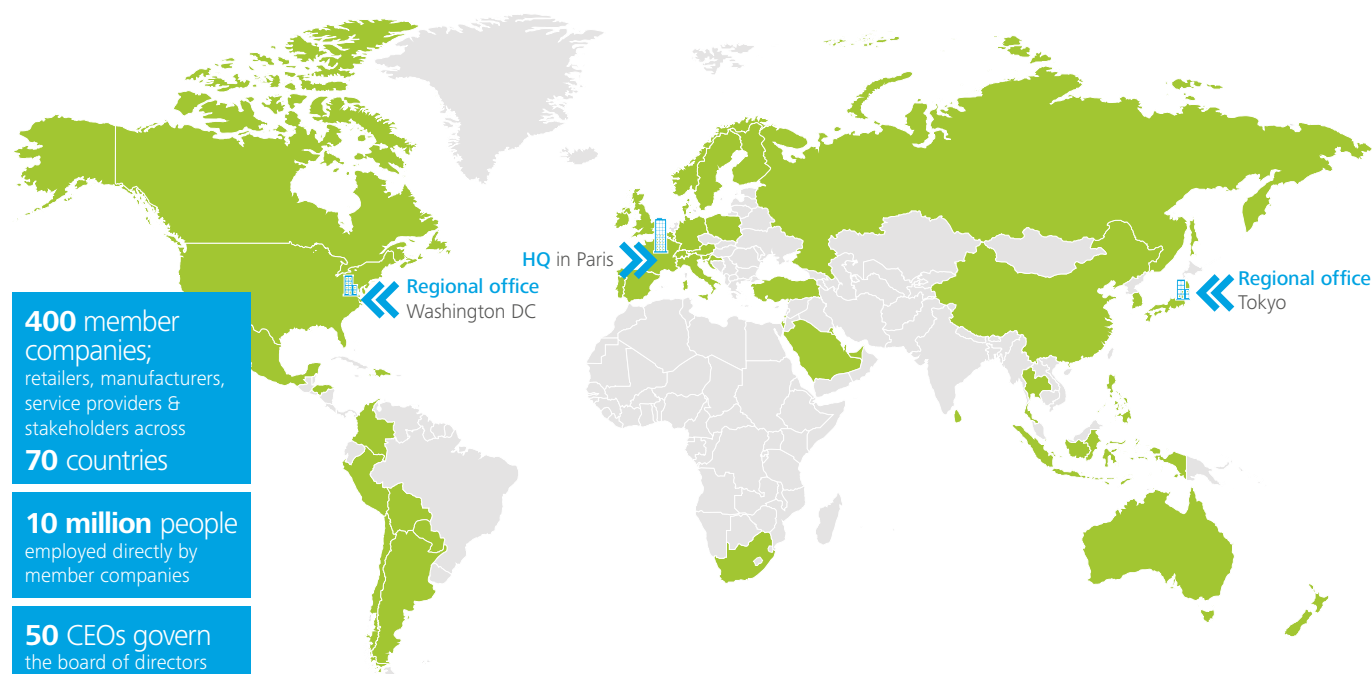 HQ in Paris
Regional office
Washington DC
Regional office
Tokyo
400 member
companies;
retailers, manufacturers,
service providers &
stakeholders across
70 countries
10 million people
employed directly by
member companies
50 CEOs govern
the board of directors